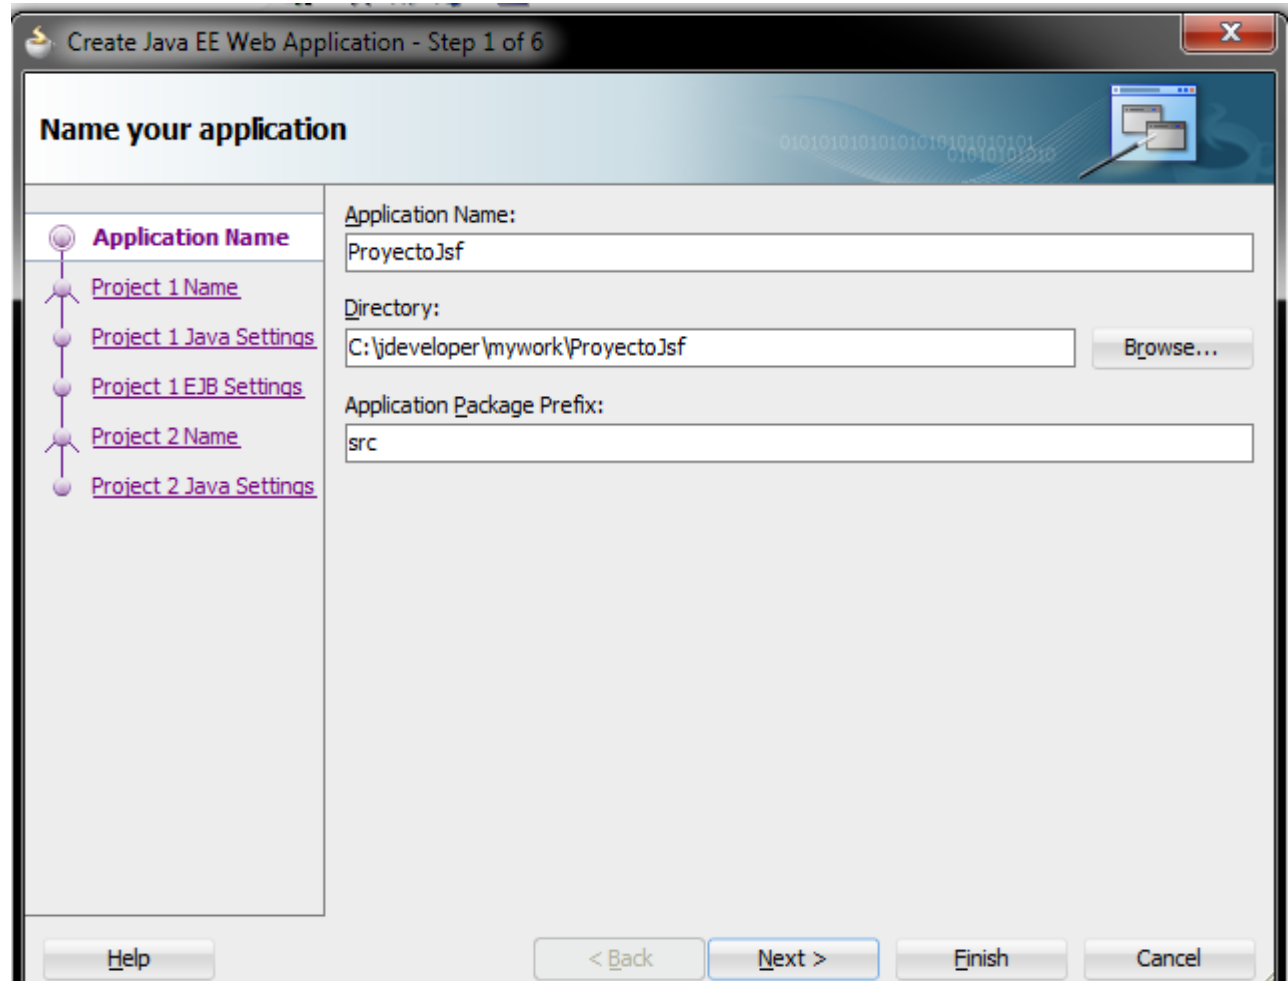 Create Java EE Web Application - Step 1 of 6
x
Name your application
01010101010101010101010101
01010101010
Application Name
Project 1 Name
Project 1 Java Settings
Project 1 EJB Settings
Project 2 Name
Project 2 Java Settings
Application Name:
ProyectoJsf
Directory:
C:\jdeveloper\mywork\ProyectoJsf
Browse...
Application Package Prefix:
src
Help
< Back
Next >
Finish
Cancel